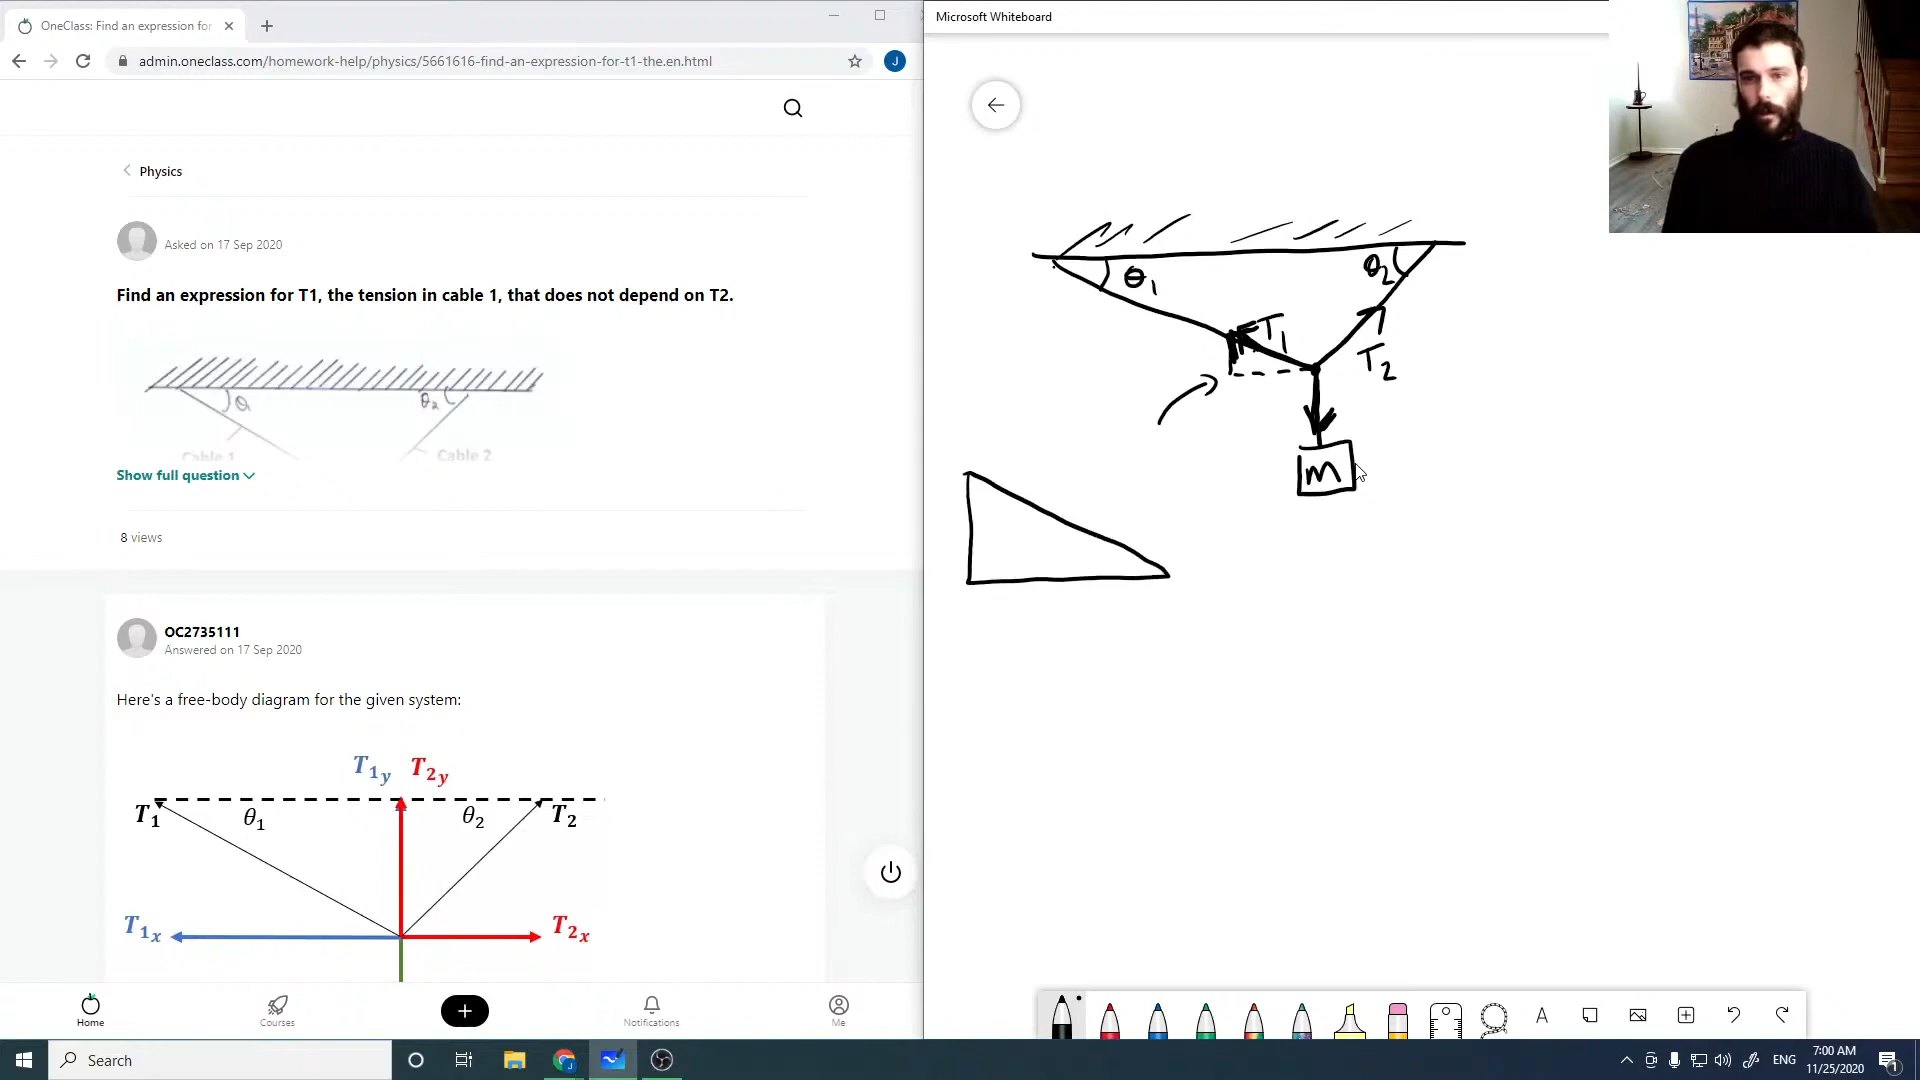 OneClass: Find an expression for
admin.oneclass.com/homework-help/physics/5661616-find-an-expression-for-t1-the.en.html
J
Physics
Asked on 17 Sep 2020
Find an expression for T1, the tension in cable 1, that does not depend on T2.
θ1
θ2
Cable 1
Cable 2
Show full question
8 views
OC2735111
Answered on 17 Sep 2020
Here's a free-body diagram for the given system:
T1y T2y
T1 θ1 θ2 T2
T1x T2x
Home
Courses
Notifications
Me
Microsoft Whiteboard
θ1
θ2
T1
T2
m
A
Search
ENG
7:00 AM
11/25/2020
1